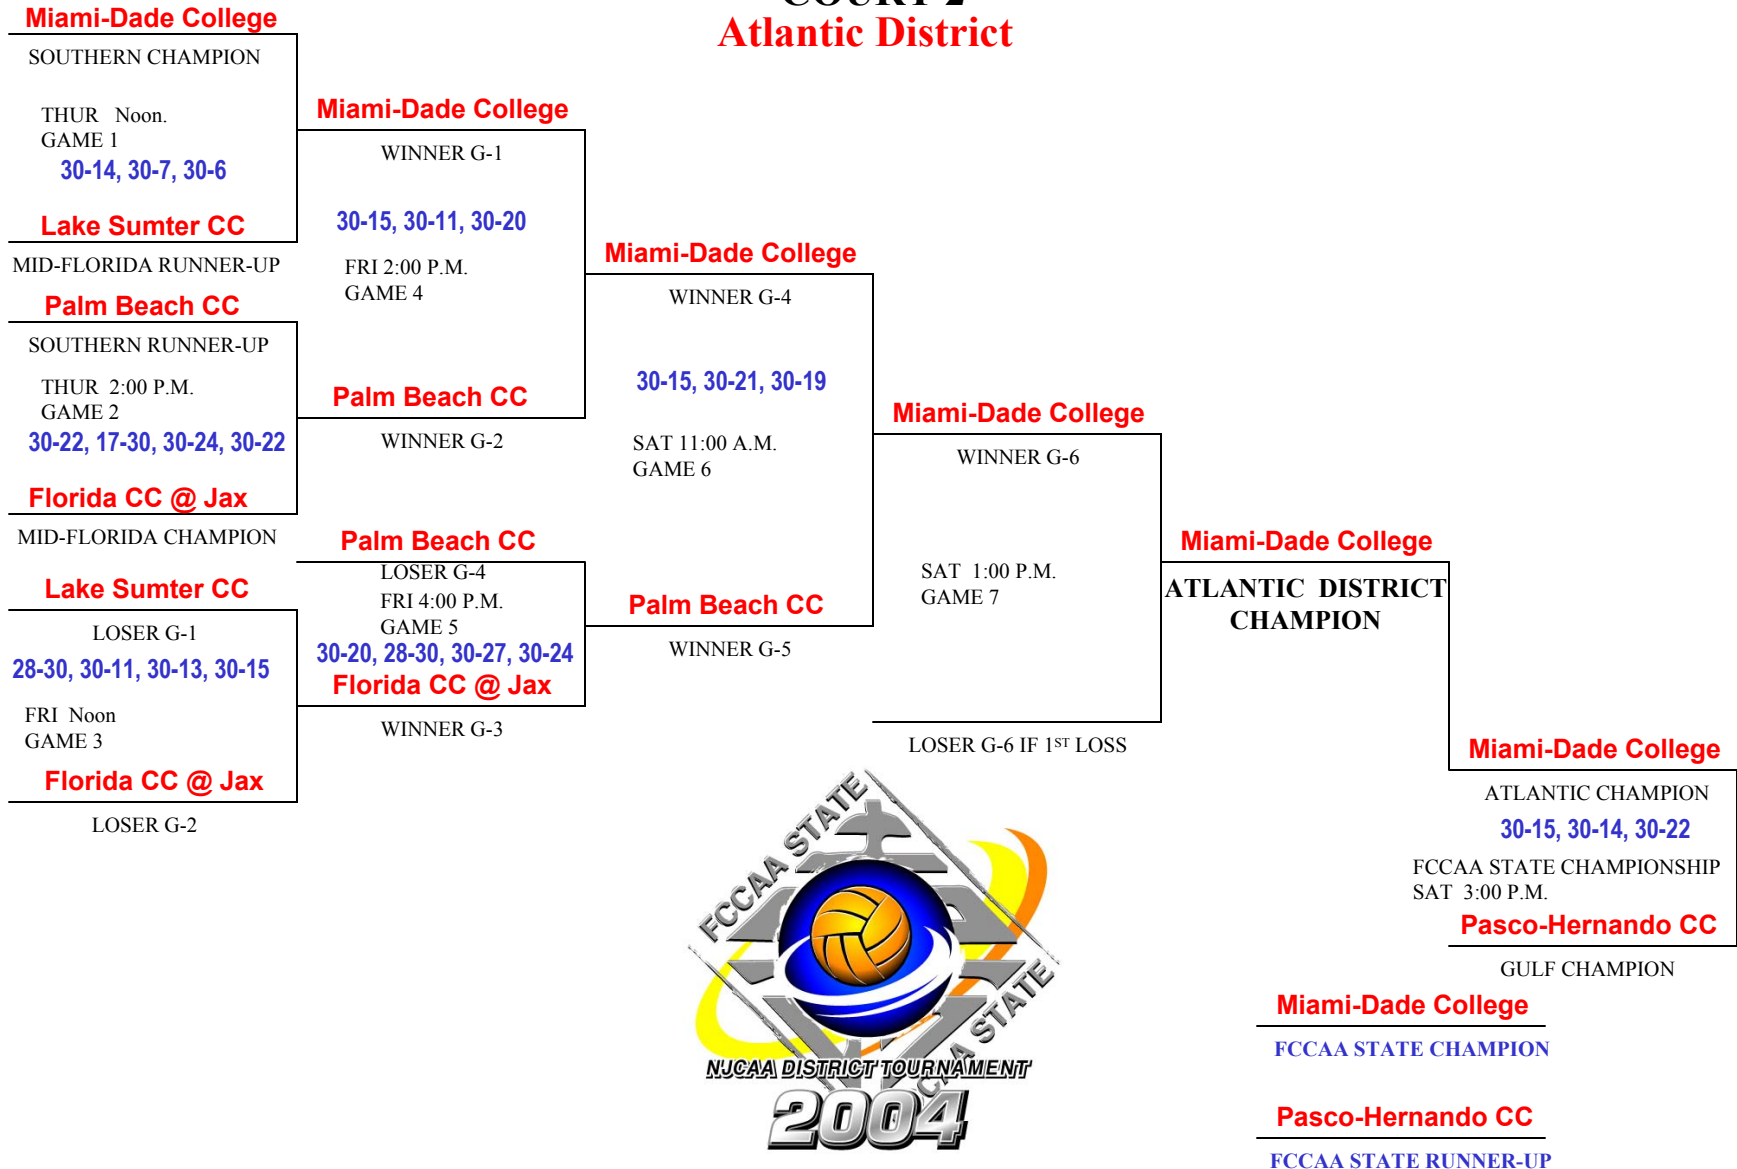 COURT 2
Atlantic District
Miami-Dade College
SOUTHERN CHAMPION
THUR Noon.
GAME 1
30-14, 30-7, 30-6
Lake Sumter CC
MID-FLORIDA RUNNER-UP
Palm Beach CC
SOUTHERN RUNNER-UP
THUR 2:00 P.M.
GAME 2
30-22, 17-30, 30-24, 30-22
Florida CC @ Jax
MID-FLORIDA CHAMPION
Lake Sumter CC
LOSER G-1
28-30, 30-11, 30-13, 30-15
FRI Noon
GAME 3
Florida CC @ Jax
LOSER G-2
Miami-Dade College
WINNER G-1
30-15, 30-11, 30-20
FRI 2:00 P.M.
GAME 4
Palm Beach CC
WINNER G-2
Palm Beach CC
LOSER G-4
FRI 4:00 P.M.
GAME 5
30-20, 28-30, 30-27, 30-24
Florida CC @ Jax
WINNER G-3
Miami-Dade College
WINNER G-4
30-15, 30-21, 30-19
SAT 11:00 A.M.
GAME 6
Palm Beach CC
WINNER G-5
Miami-Dade College
WINNER G-6
SAT 1:00 P.M.
GAME 7
LOSER G-6 IF 1ST LOSS
Miami-Dade College
ATLANTIC DISTRICT
CHAMPION
Miami-Dade College
ATLANTIC CHAMPION
30-15, 30-14, 30-22
FCCAA STATE CHAMPIONSHIP
SAT 3:00 P.M.
Pasco-Hernando CC
GULF CHAMPION
Miami-Dade College
FCCAA STATE CHAMPION
Pasco-Hernando CC
FCCAA STATE RUNNER-UP
FCCAA STATE
FCCAA STATE
NJCAA DISTRICT TOURNAMENT
2004